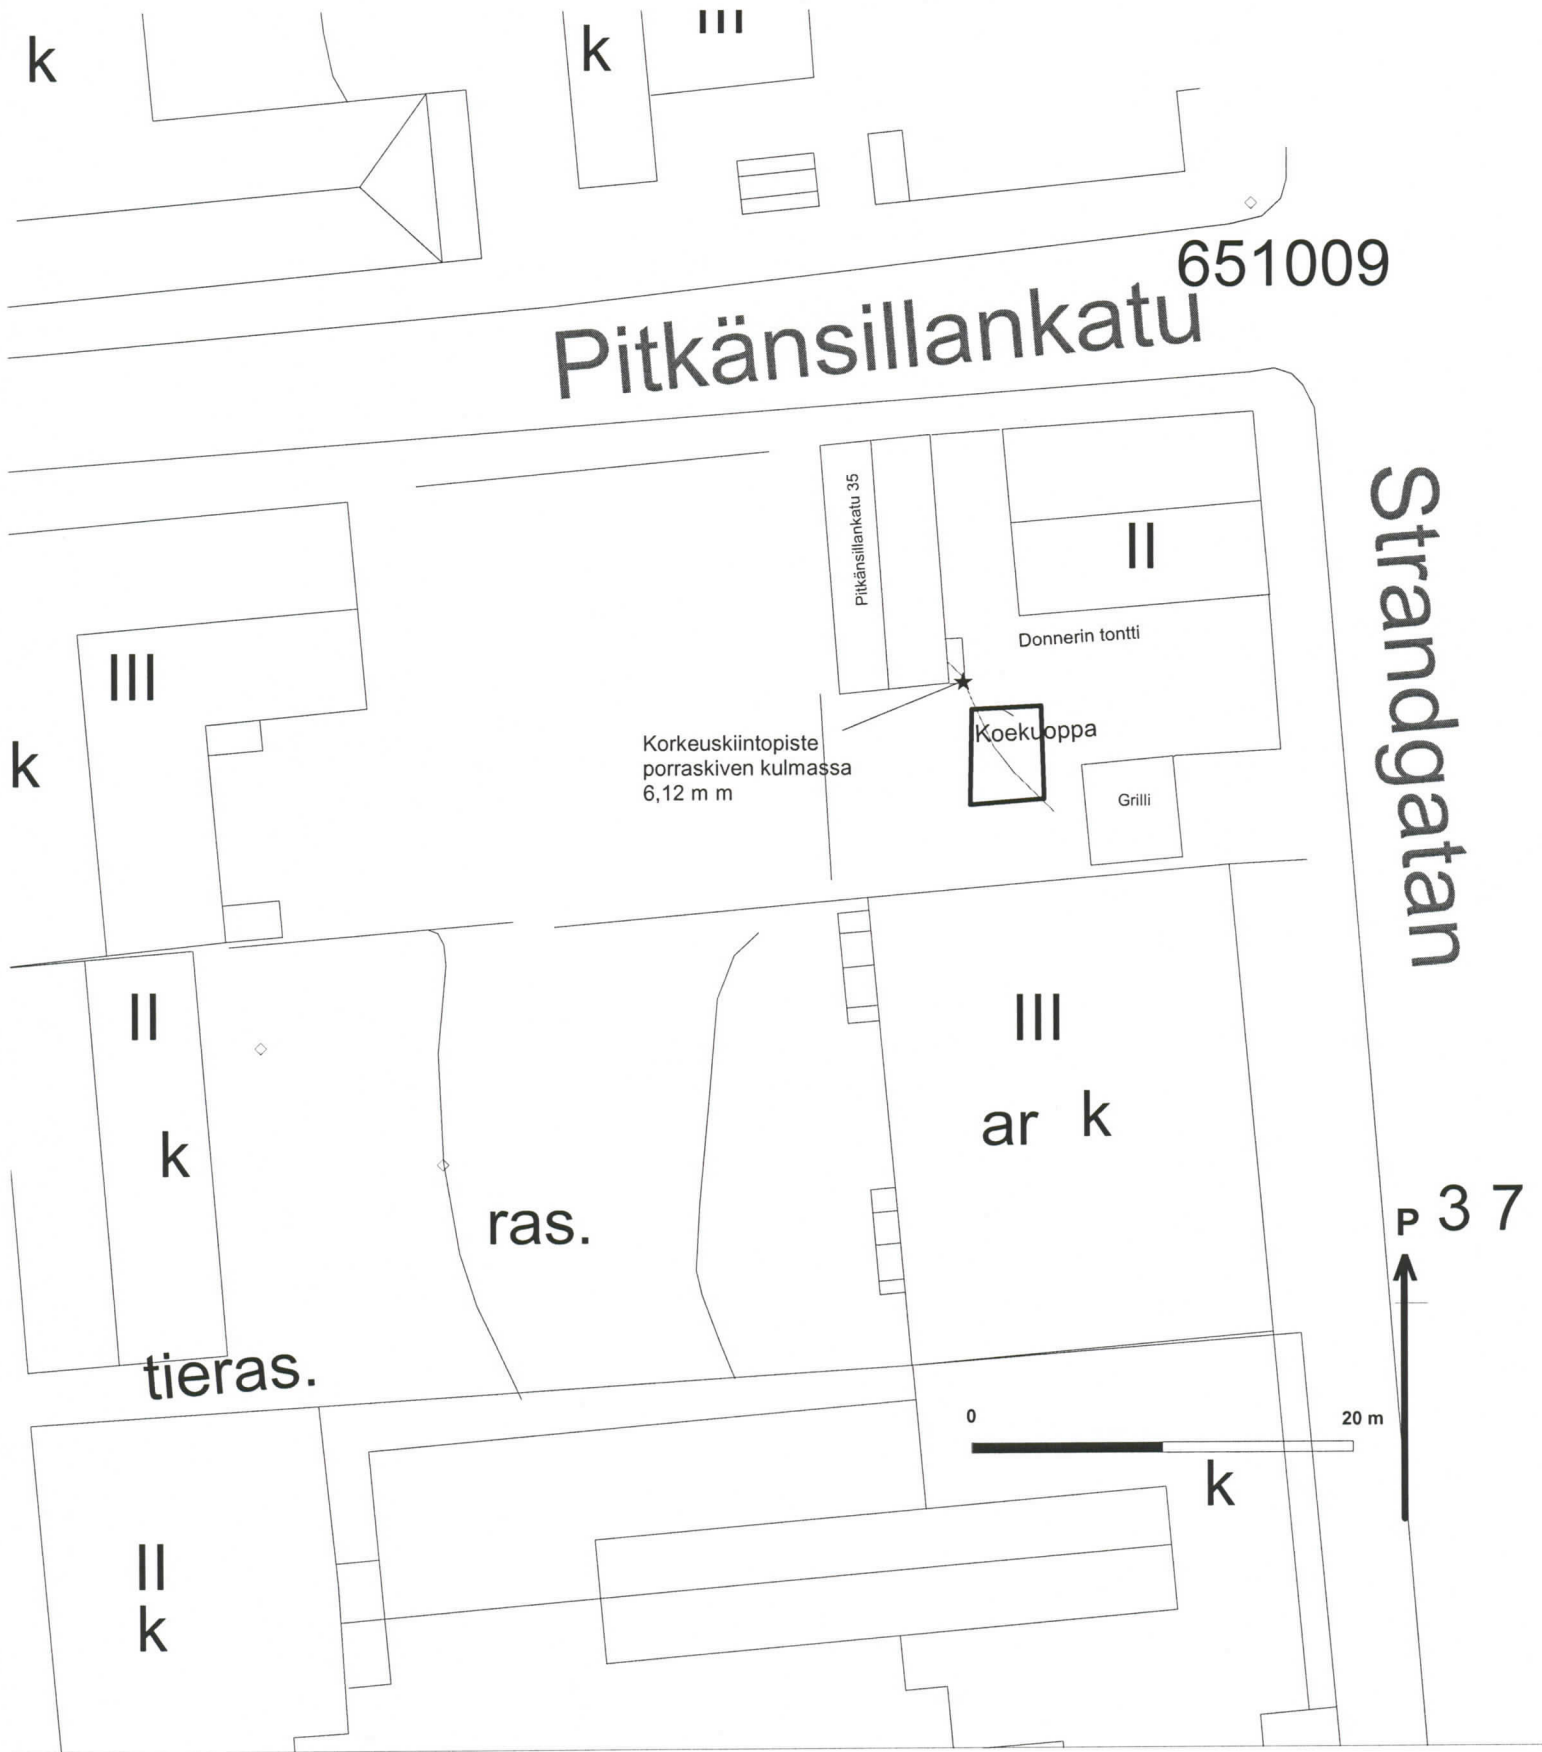 k
k
III
651009
Pitkänsillankatu
Strandgatan
Pitkänsillankatu 35
II
Donnerin tontti
III
k
Korkeuskiintopiste
porraskiven kulmassa
6,12 m m
Koekuoppa
Grilli
II
k
III
ar k
ras.
P 3 7
tieras.
0 20 m
k
II
k